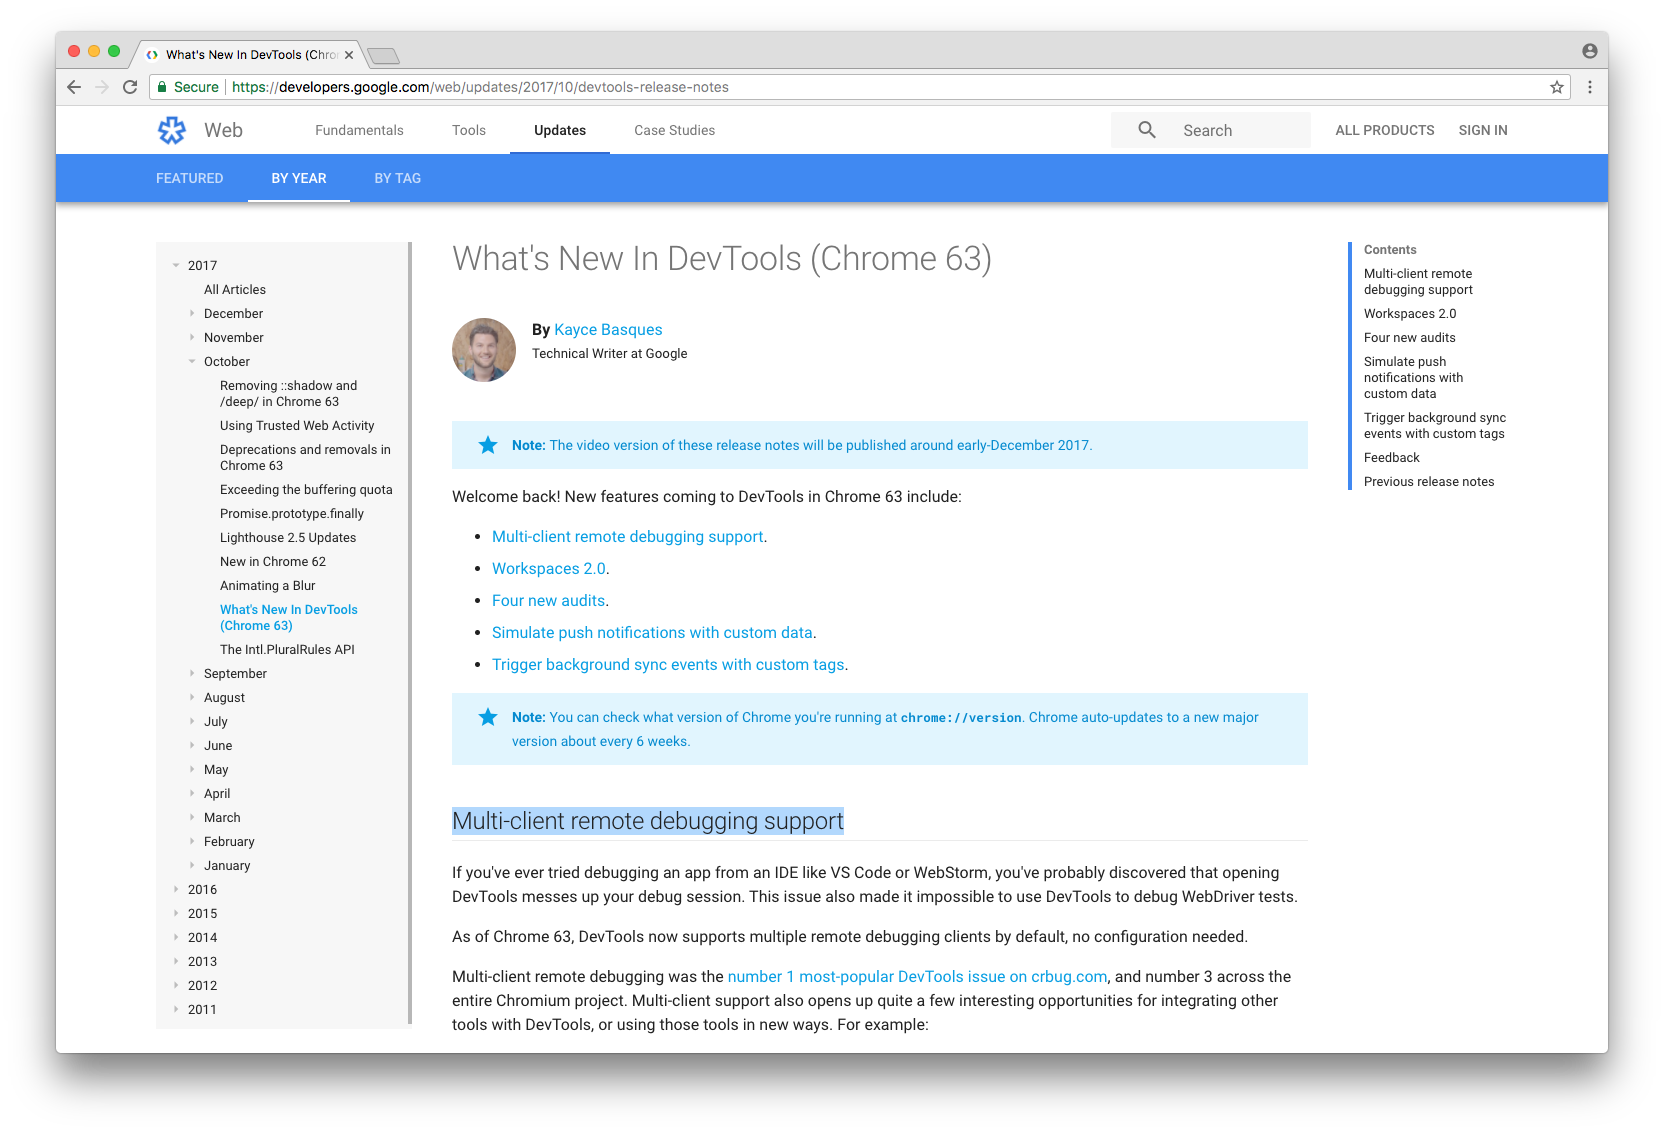 What's New In DevTools (Chro
Secure
https://developers.google.com/web/updates/2017/10/devtools-release-notes
Web
Fundamentals
Tools
Updates
Case Studies
Search
ALL PRODUCTS
SIGN IN
FEATURED
BY YEAR
BY TAG
2017
All Articles
December
November
October
Removing ::shadow and
/deep/ in Chrome 63
Using Trusted Web Activity
Deprecations and removals in
Chrome 63
Exceeding the buffering quota
Promise.prototype.finally
Lighthouse 2.5 Updates
New in Chrome 62
Animating a Blur
What's New In DevTools
(Chrome 63)
The Intl.PluralRules API
September
August
July
June
May
April
March
February
January
2016
2015
2014
2013
2012
2011
What's New In DevTools (Chrome 63)
By Kayce Basques
Technical Writer at Google
Note: The video version of these release notes will be published around early-December 2017.
Welcome back! New features coming to DevTools in Chrome 63 include:
• Multi-client remote debugging support.
• Workspaces 2.0.
• Four new audits.
• Simulate push notifications with custom data.
• Trigger background sync events with custom tags.
Note: You can check what version of Chrome you're running at chrome://version. Chrome auto-updates to a new major
version about every 6 weeks.
Multi-client remote debugging support
If you've ever tried debugging an app from an IDE like VS Code or WebStorm, you've probably discovered that opening
DevTools messes up your debug session. This issue also made it impossible to use DevTools to debug WebDriver tests.
As of Chrome 63, DevTools now supports multiple remote debugging clients by default, no configuration needed.
Multi-client remote debugging was the number 1 most-popular DevTools issue on crbug.com, and number 3 across the
entire Chromium project. Multi-client support also opens up quite a few interesting opportunities for integrating other
tools with DevTools, or using those tools in new ways. For example:
Contents
Multi-client remote
debugging support
Workspaces 2.0
Four new audits
Simulate push
notifications with
custom data
Trigger background sync
events with custom tags
Feedback
Previous release notes